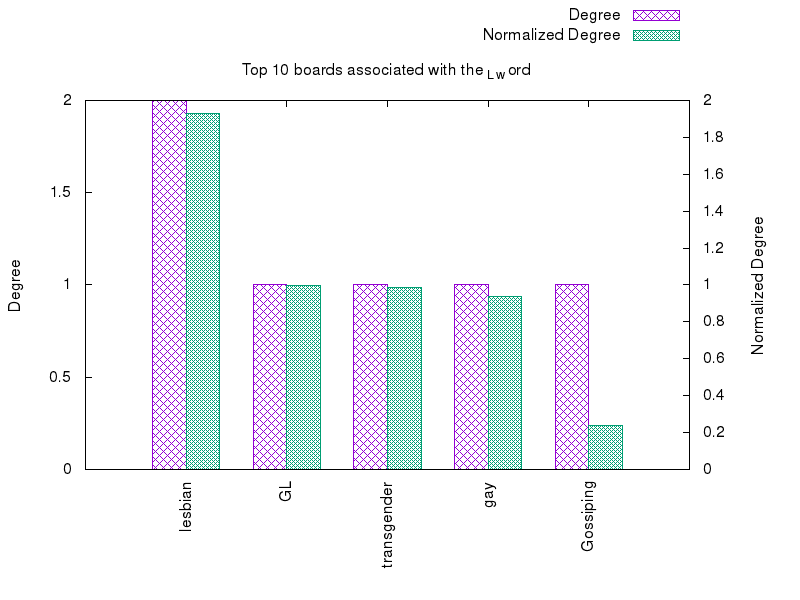 Degree
Normalized Degree
Top 10 boards associated with the Lword
2
1.5
1
0.5
0
Degree
2
1.8
1.6
1.4
1.2
1
0.8
0.6
0.4
0.2
0
Normalized Degree
lesbian
GL
transgender
gay
Gossiping